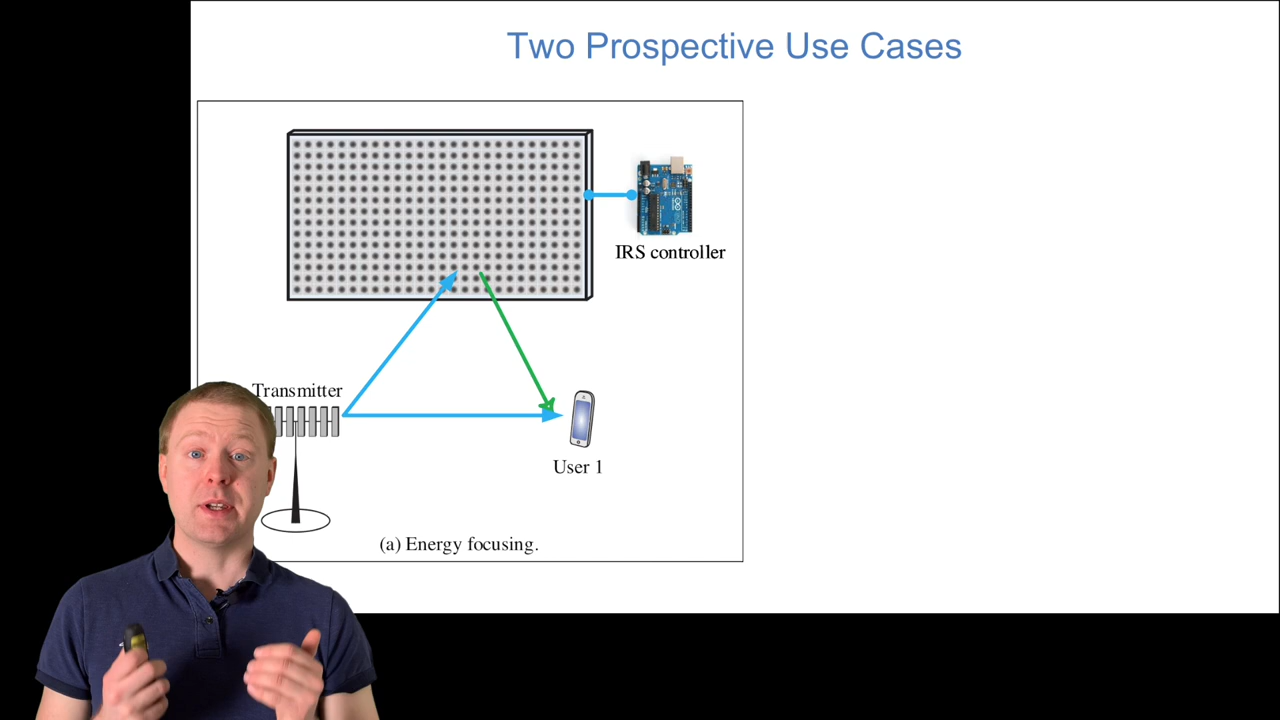 Two Prospective Use Cases
IRS controller
Transmitter
User 1
(a) Energy focusing.